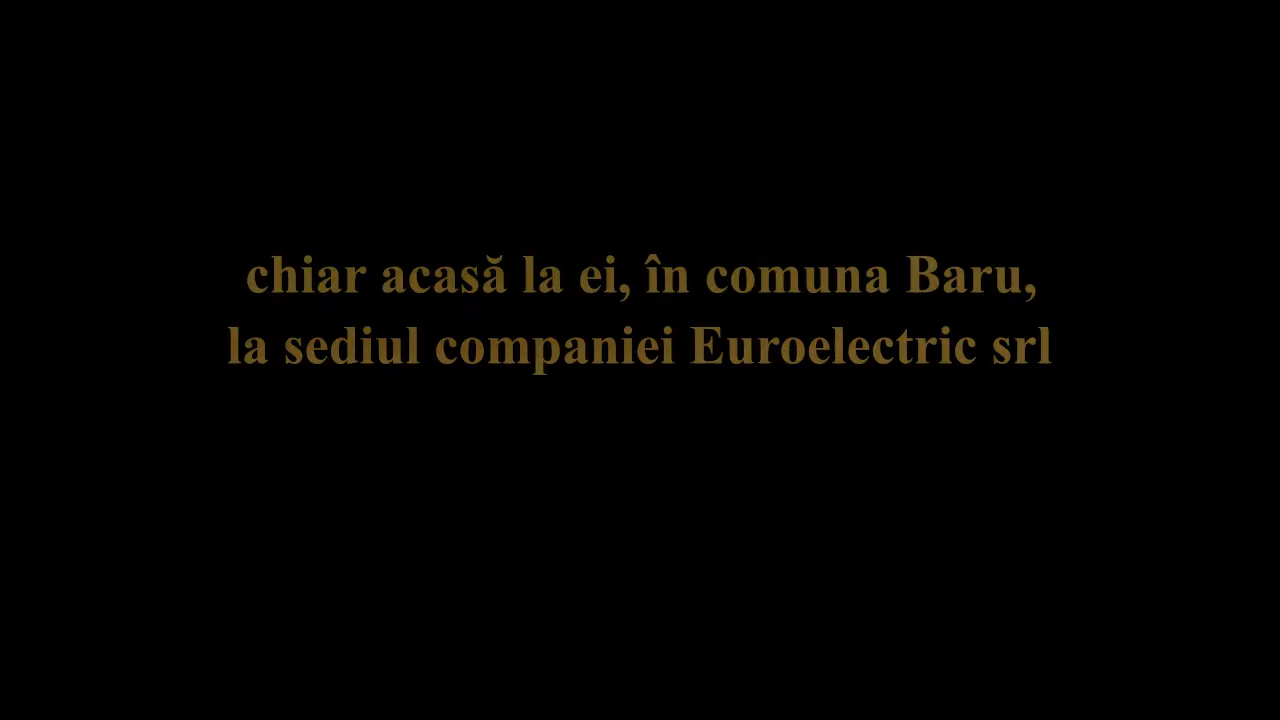 chiar acasă la ei, în comuna Baru,
la sediul companiei Euroelectric srl